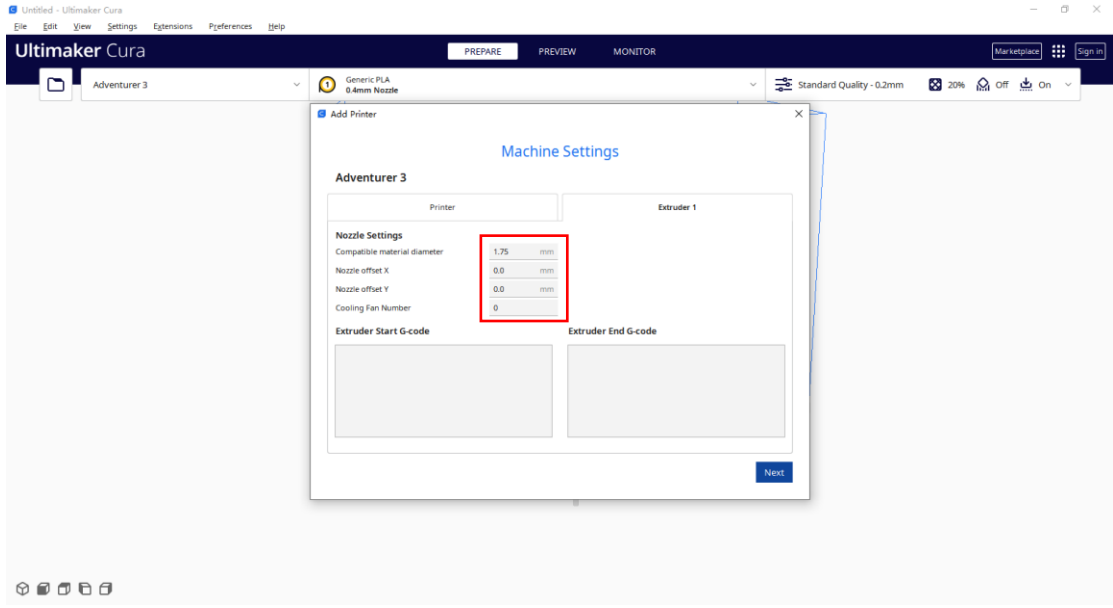 Untitled - Ultimaker Cura
File Edit View Settings Extensions Preferences Help
Ultimaker Cura PREPARE PREVIEW MONITOR Marketplace Sign in
Adventurer 3 1 Generic PLA Standard Quality - 0.2mm 20% Off On
0.4mm Nozzle
Add Printer
Machine Settings
Adventurer 3
Printer Extruder 1
Nozzle Settings
Compatible material diameter 1.75 mm
Nozzle offset X 0.0 mm
Nozzle offset Y 0.0 mm
Cooling Fan Number 0
Extruder Start G-code Extruder End G-code
Next